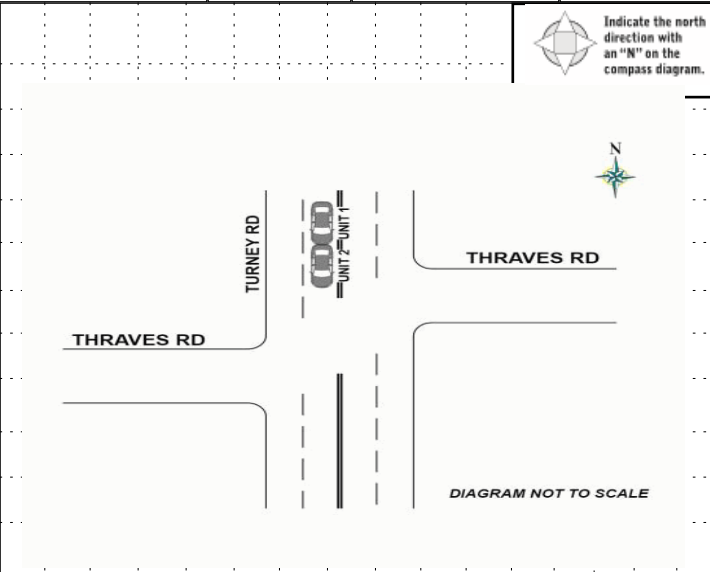 Indicate the north
direction with
an “N” on the
compass diagram.
N
TURNEY RD
UNIT 1
UNIT 2
THRAVES RD
THRAVES RD
DIAGRAM NOT TO SCALE